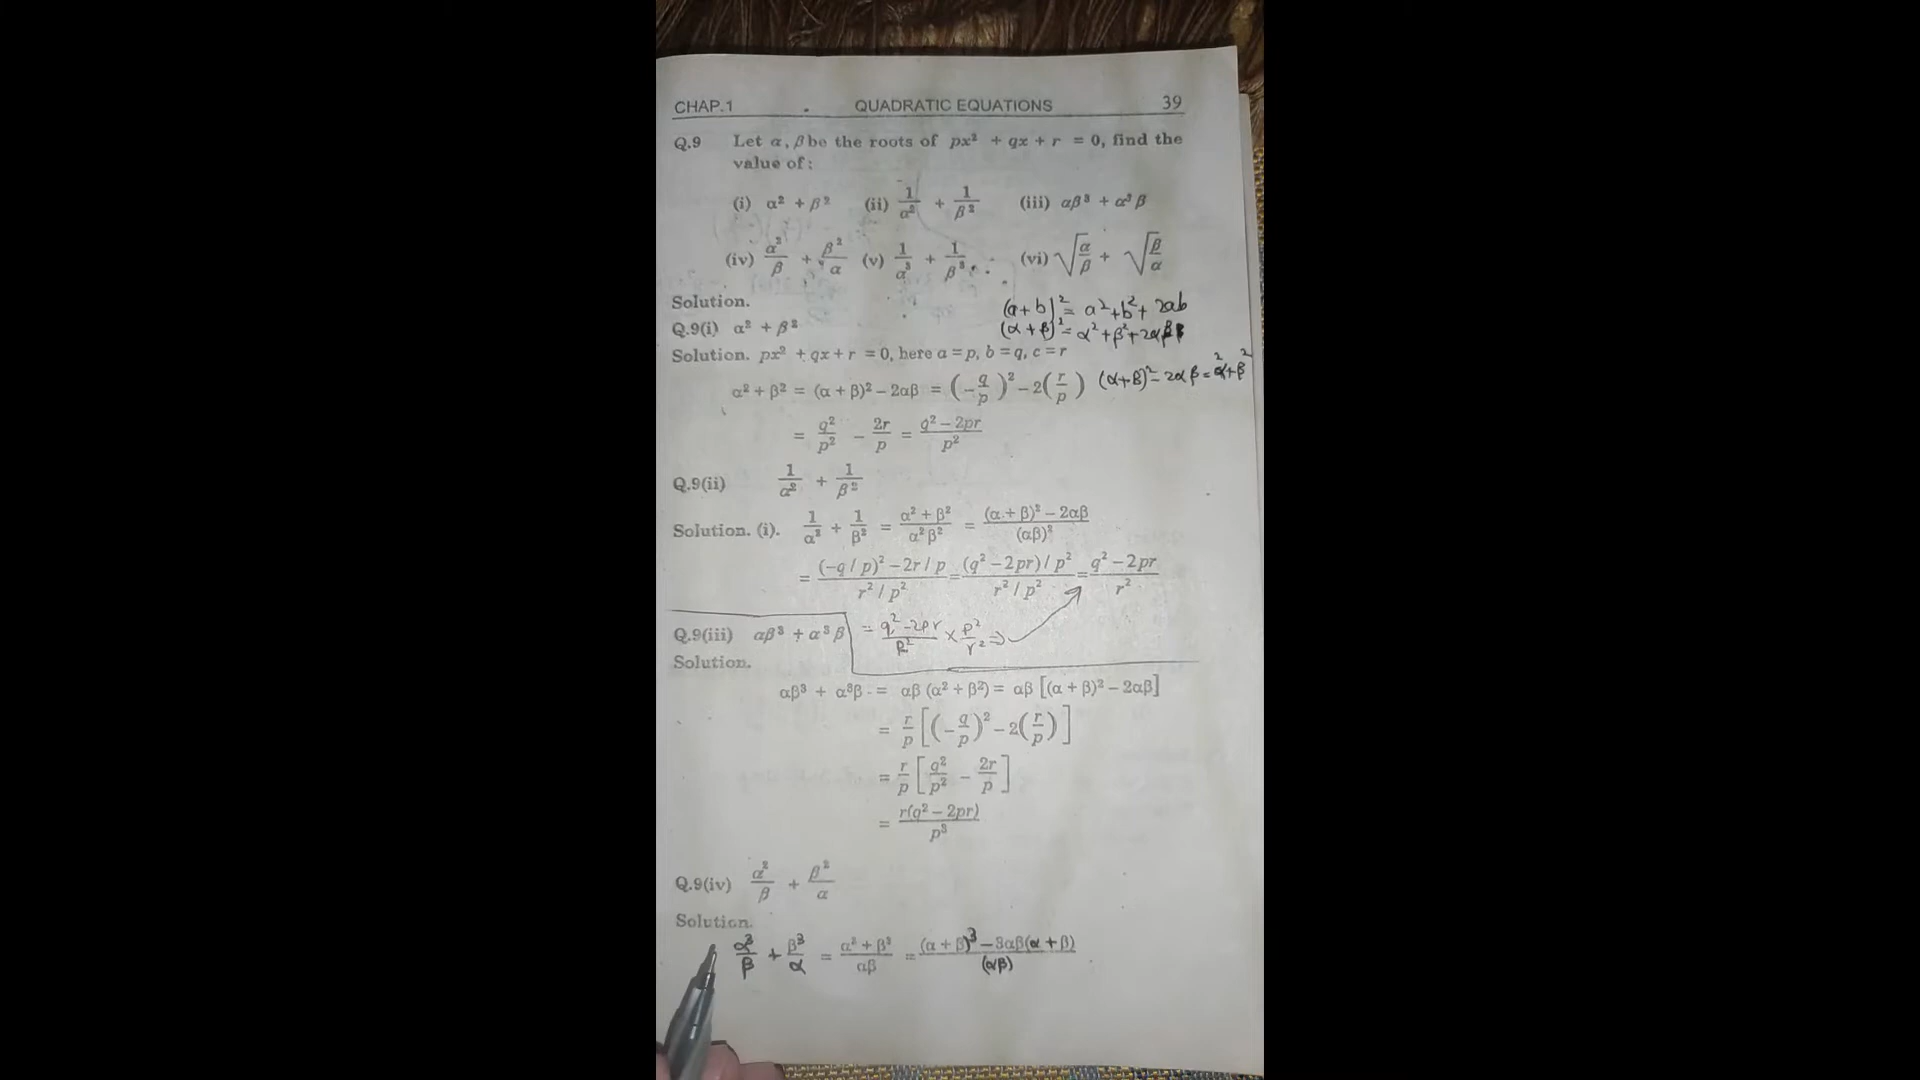 CHAP.1 QUADRATIC EQUATIONS 39
Q.9 Let α, β be the roots of px² + qx + r = 0, find the
value of:
(i) α² + β² (ii) 1/α² + 1/β² (iii) αβ³ + α³β
(iv) α²/β + β²/α (v) 1/α³ + 1/β³ (vi) √(α/β) + √(β/α)
Solution.
(a+b)² = a²+b²+2ab
Q.9(i) α² + β²
(α+β)² = α²+β²+2αβ
Solution. px² + qx + r = 0, here a = p, b = q, c = r
α² + β² = (α + β)² – 2αβ = (–q/p)² – 2(r/p) (α+β)² – 2αβ = α²+β²
= q²/p² – 2r/p = (q² – 2pr)/p²
Q.9(ii) 1/α² + 1/β²
Solution. (i). 1/α² + 1/β² = (α² + β²)/(α²β²) = ((α + β)² – 2αβ)/(αβ)²
= ((–q / p)² – 2r / p)/(r² / p²) = ((q² – 2pr) / p²)/(r² / p²) = (q² – 2pr)/r²
Q.9(iii) αβ³ + α³β = (q² – 2pr)/p² × p²/r² ⇒
Solution.
αβ³ + α³β = αβ (α² + β²) = αβ [(α + β)² – 2αβ]
= r/p [(–q/p)² – 2(r/p)]
= r/p [q²/p² – 2r/p]
= r(q² – 2pr)/p³
Q.9(iv) α²/β + β²/α
Solution.
α³/β + β³/α = (α³ + β³)/αβ = ((α + β)³ – 3αβ(α + β))/(αβ)